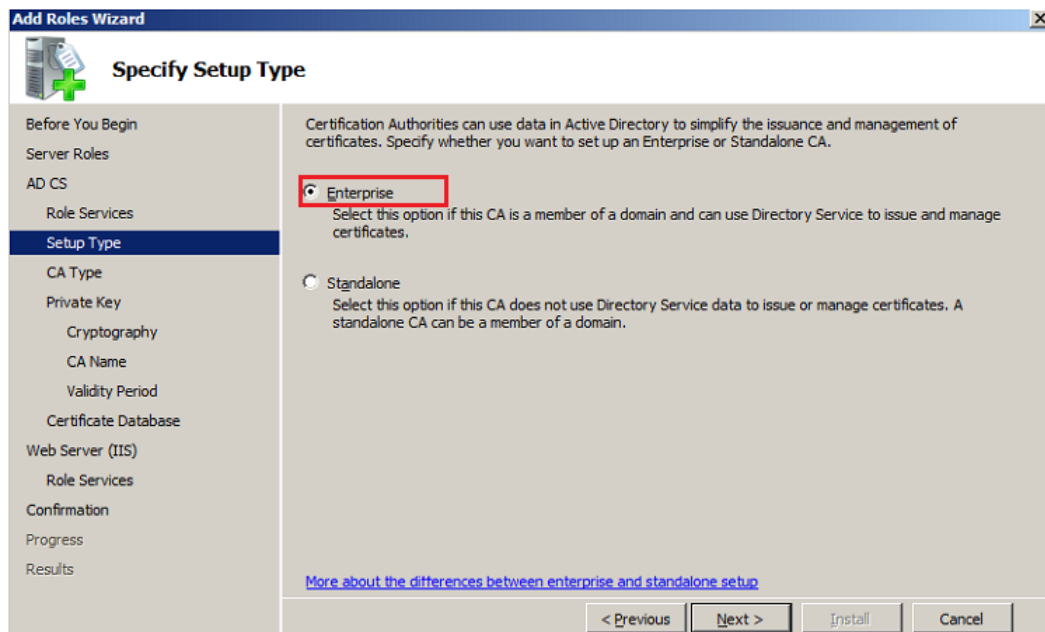 Add Roles Wizard
Specify Setup Type
Before You Begin
Server Roles
AD CS
Role Services
Setup Type
CA Type
Private Key
Cryptography
CA Name
Validity Period
Certificate Database
Web Server (IIS)
Role Services
Confirmation
Progress
Results
Certification Authorities can use data in Active Directory to simplify the issuance and management of
certificates. Specify whether you want to set up an Enterprise or Standalone CA.
Enterprise
Select this option if this CA is a member of a domain and can use Directory Service to issue and manage
certificates.
Standalone
Select this option if this CA does not use Directory Service data to issue or manage certificates. A
standalone CA can be a member of a domain.
More about the differences between enterprise and standalone setup
< Previous
Next >
Install
Cancel